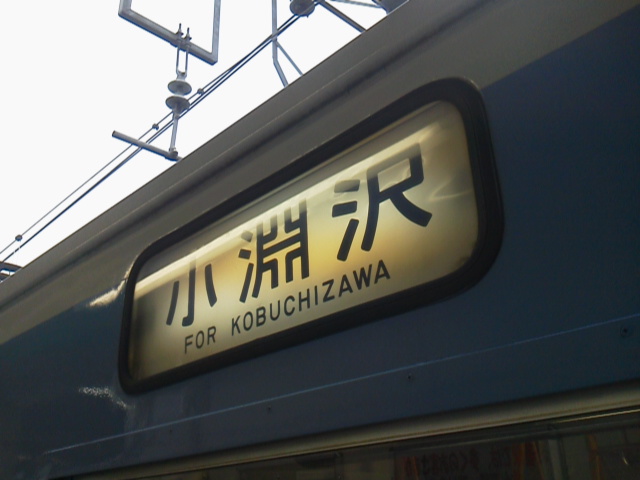 小淵沢
FOR KOBUCHIZAWA